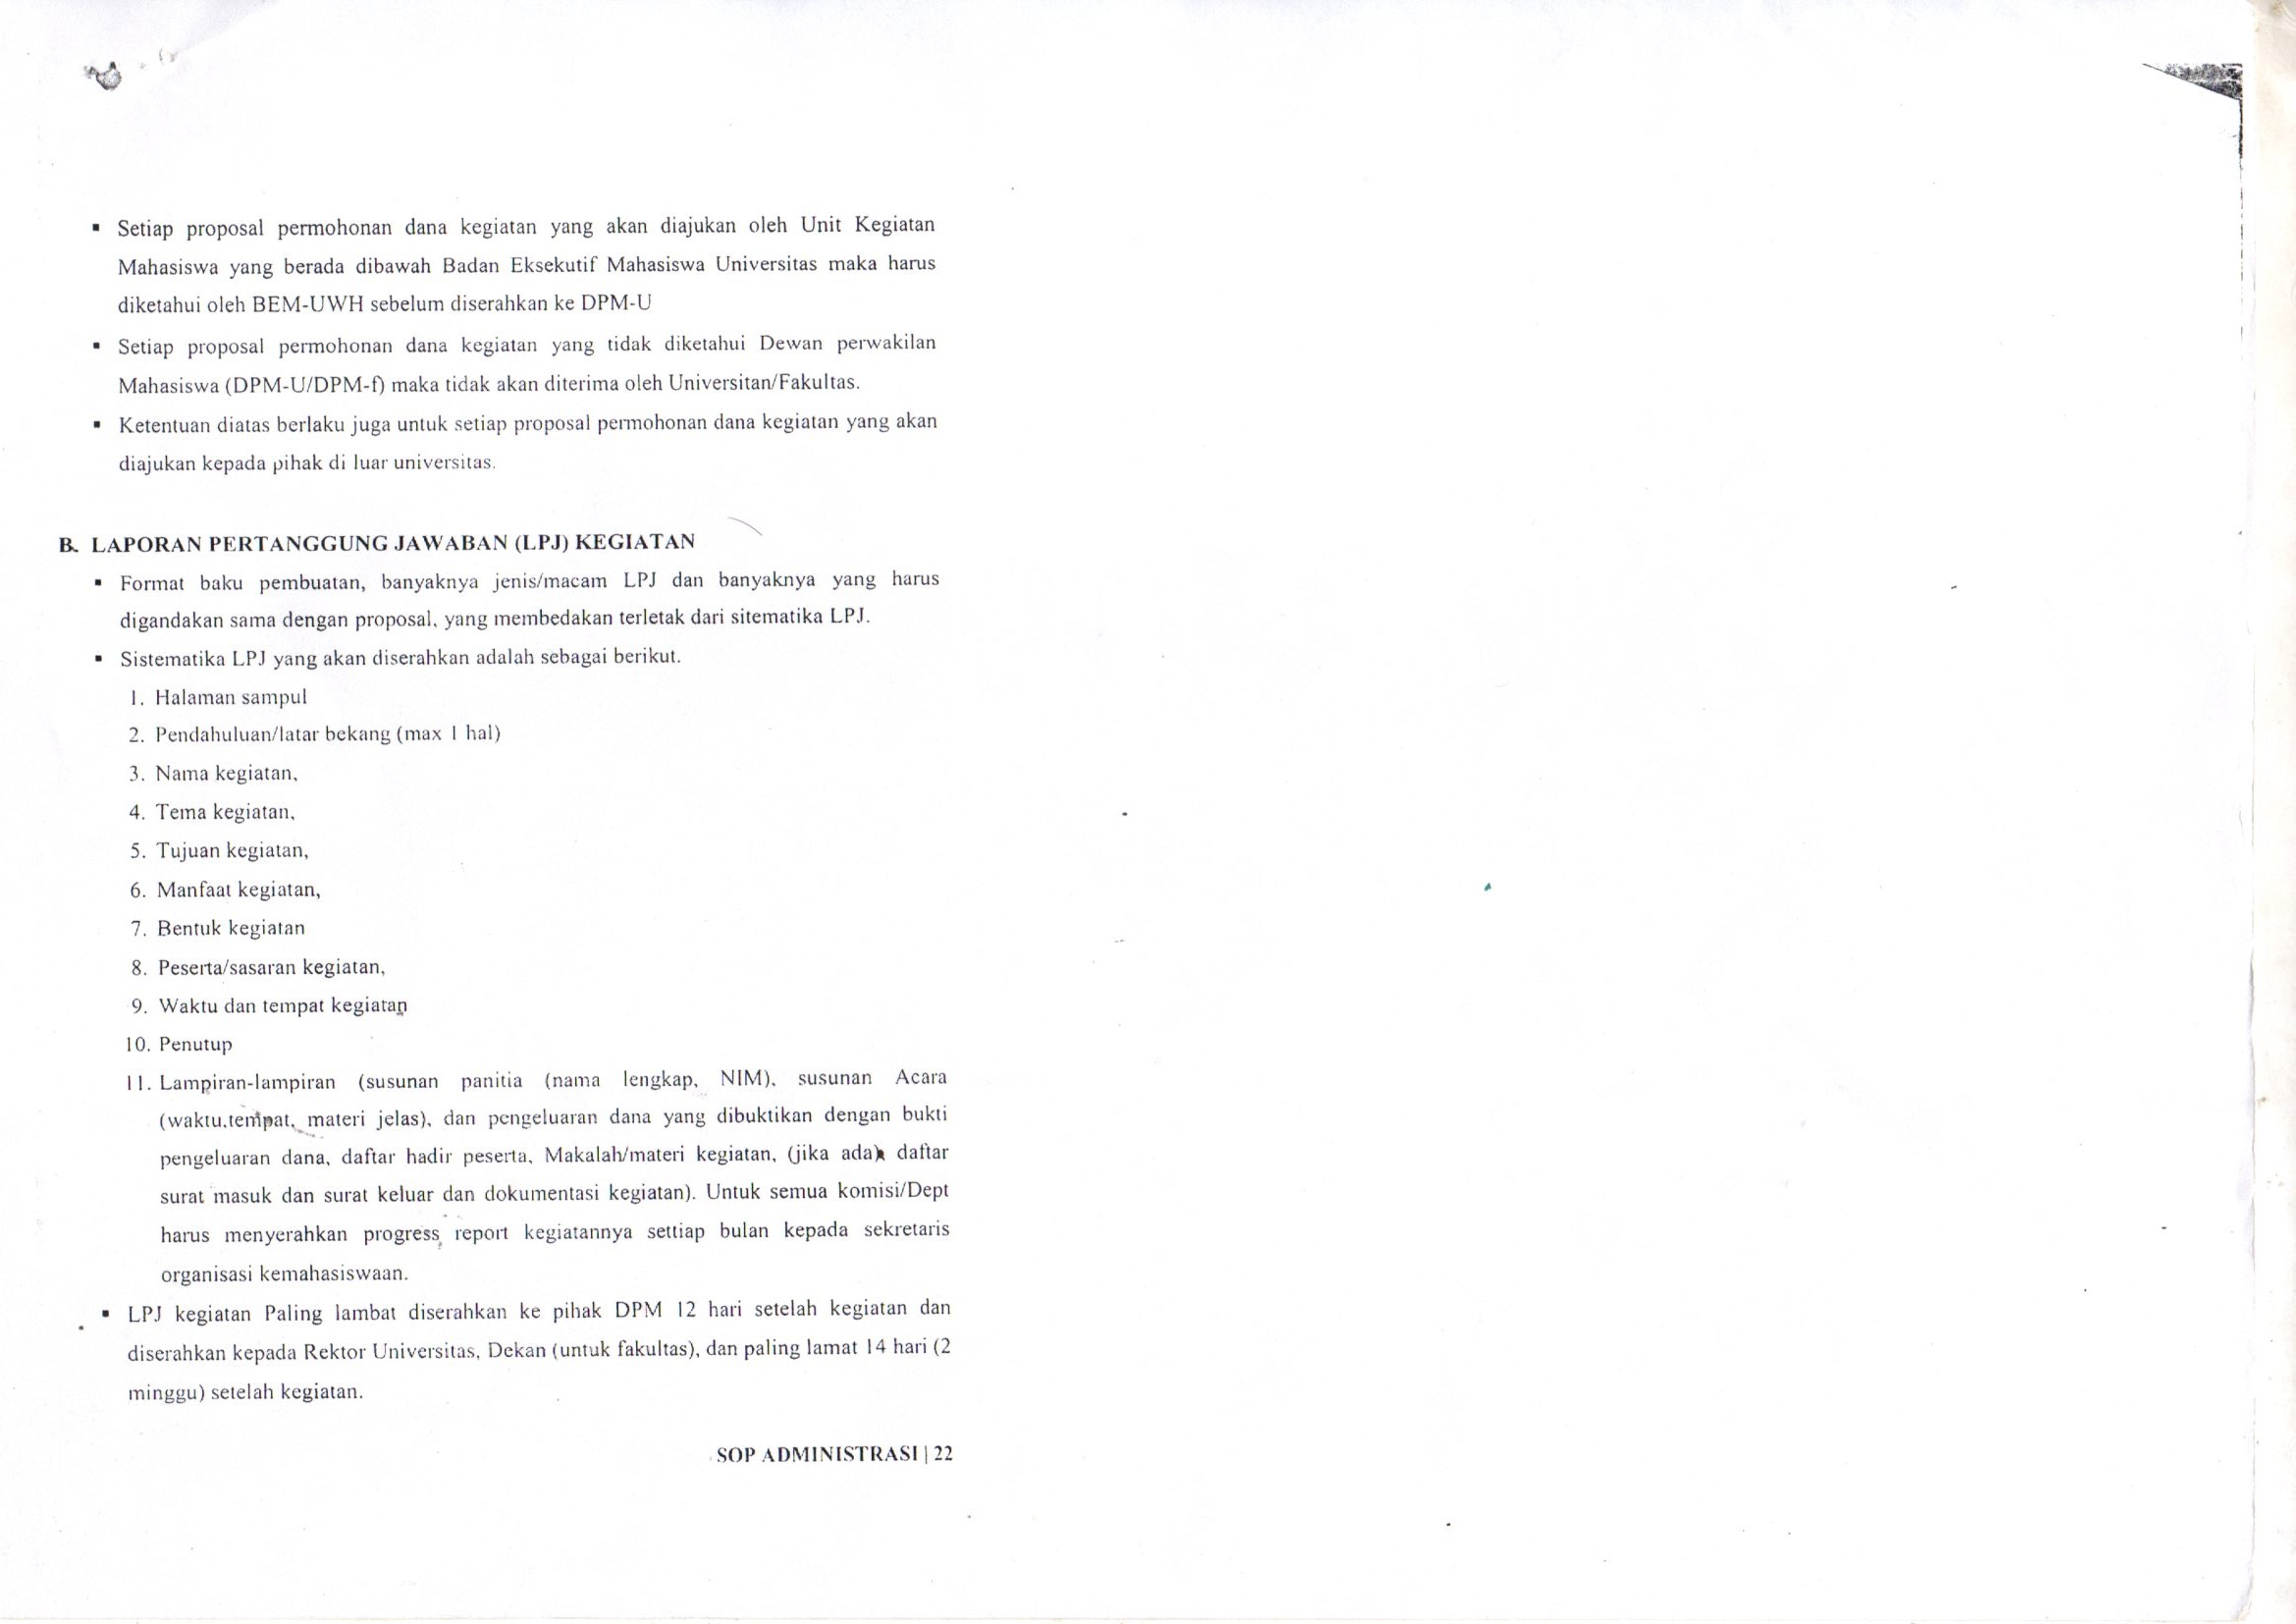 ▪ Setiap proposal permohonan dana kegiatan yang akan diajukan oleh Unit Kegiatan
Mahasiswa yang berada dibawah Badan Eksekutif Mahasiswa Universitas maka harus
diketahui oleh BEM-UWH sebelum diserahkan ke DPM-U
▪ Setiap proposal permohonan dana kegiatan yang tidak diketahui Dewan perwakilan
Mahasiswa (DPM-U/DPM-f) maka tidak akan diterima oleh Universitan/Fakultas.
▪ Ketentuan diatas berlaku juga untuk setiap proposal permohonan dana kegiatan yang akan
diajukan kepada pihak di luar universitas.
B. LAPORAN PERTANGGUNG JAWABAN (LPJ) KEGIATAN
▪ Format baku pembuatan, banyaknya jenis/macam LPJ dan banyaknya yang harus
digandakan sama dengan proposal, yang membedakan terletak dari sitematika LPJ.
▪ Sistematika LPJ yang akan diserahkan adalah sebagai berikut.
1. Halaman sampul
2. Pendahuluan/latar bekang (max 1 hal)
3. Nama kegiatan,
4. Tema kegiatan,
5. Tujuan kegiatan,
6. Manfaat kegiatan,
7. Bentuk kegiatan
8. Peserta/sasaran kegiatan,
9. Waktu dan tempat kegiatan
10. Penutup
11. Lampiran-lampiran (susunan panitia (nama lengkap, NIM), susunan Acara
(waktu,tempat, materi jelas), dan pengeluaran dana yang dibuktikan dengan bukti
pengeluaran dana, daftar hadir peserta, Makalah/materi kegiatan, (jika ada) daftar
surat masuk dan surat keluar dan dokumentasi kegiatan). Untuk semua komisi/Dept
harus menyerahkan progress report kegiatannya settiap bulan kepada sekretaris
organisasi kemahasiswaan.
▪ LPJ kegiatan Paling lambat diserahkan ke pihak DPM 12 hari setelah kegiatan dan
diserahkan kepada Rektor Universitas, Dekan (untuk fakultas), dan paling lamat 14 hari (2
minggu) setelah kegiatan.
SOP ADMINISTRASI | 22